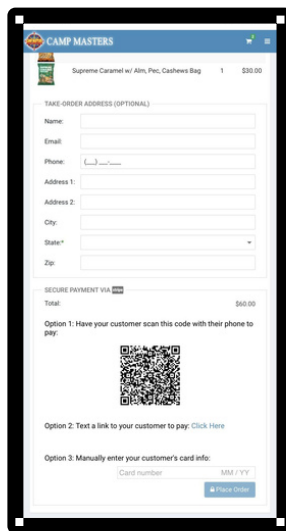 CAMP MASTERS
Supreme Caramel w/ Alm, Pec, Cashews Bag 1 $30.00
TAKE-ORDER ADDRESS (OPTIONAL)
Name:
Email:
Phone: (___) ___-____
Address 1:
Address 2:
City:
State:*
Zip:
SECURE PAYMENT VIA
Total: $60.00
Option 1: Have your customer scan this code with their phone to
pay:
Option 2: Text a link to your customer to pay: Click Here
Option 3: Manually enter your customer's card info:
Card number MM / YY
Place Order